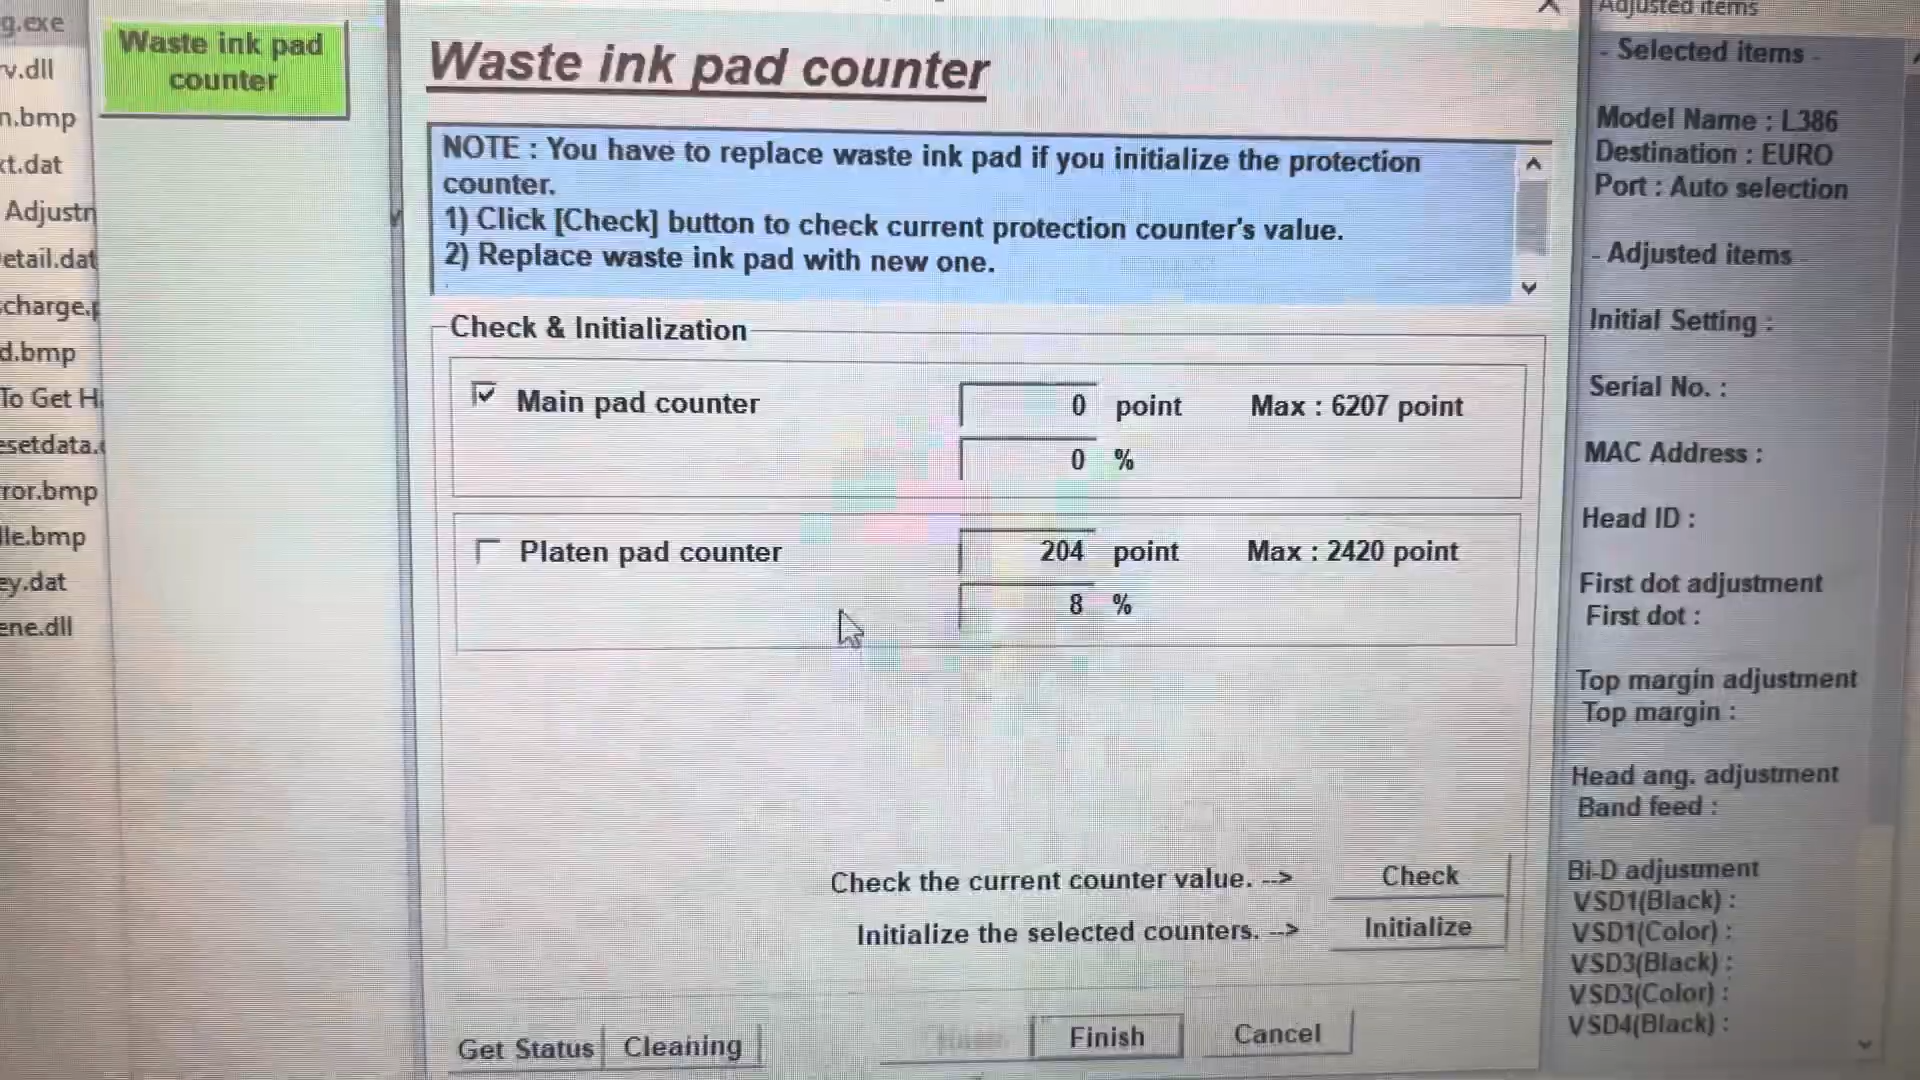 g.exe
v.dll
n.bmp
xt.dat
Adjustn
etail.dat
charge.p
d.bmp
To Get H
esetdata.
ror.bmp
lle.bmp
ey.dat
ene.dll
Waste ink pad
counter
Waste ink pad counter
NOTE : You have to replace waste ink pad if you initialize the protection
counter.
1) Click [Check] button to check current protection counter's value.
2) Replace waste ink pad with new one.
Check & Initialization
Main pad counter 0 point Max : 6207 point
0 %
Platen pad counter 204 point Max : 2420 point
8 %
Check the current counter value. --> Check
Initialize the selected counters. --> Initialize
Get Status Cleaning Finish Cancel
Adjusted items
- Selected items -
Model Name : L386
Destination : EURO
Port : Auto selection
- Adjusted items -
Initial Setting :
Serial No. :
MAC Address :
Head ID :
First dot adjustment
First dot :
Top margin adjustment
Top margin :
Head ang. adjustment
Band feed :
Bi-D adjustment
VSD1(Black) :
VSD1(Color) :
VSD3(Black) :
VSD3(Color) :
VSD4(Black) :